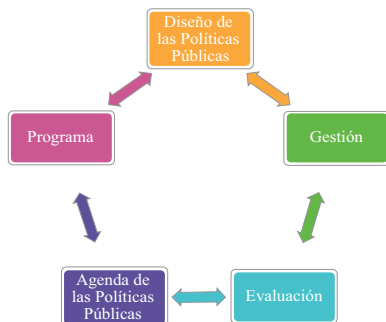 Diseño de
las Políticas
Públicas
Programa
Gestión
Agenda de
las Políticas
Públicas
Evaluación